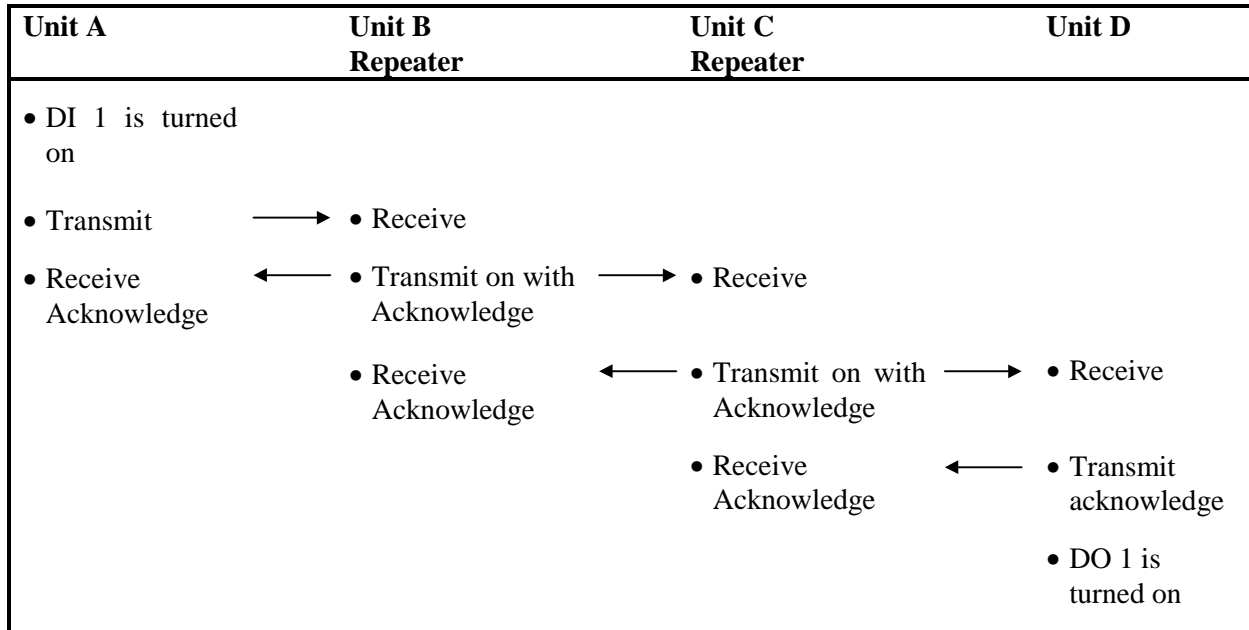 Unit A Unit B Unit C Unit D
Repeater Repeater
• DI 1 is turned
on
• Transmit • Receive
• Receive • Transmit on with • Receive
Acknowledge Acknowledge
• Receive • Transmit on with • Receive
Acknowledge Acknowledge
• Receive • Transmit
Acknowledge acknowledge
• DO 1 is
turned on